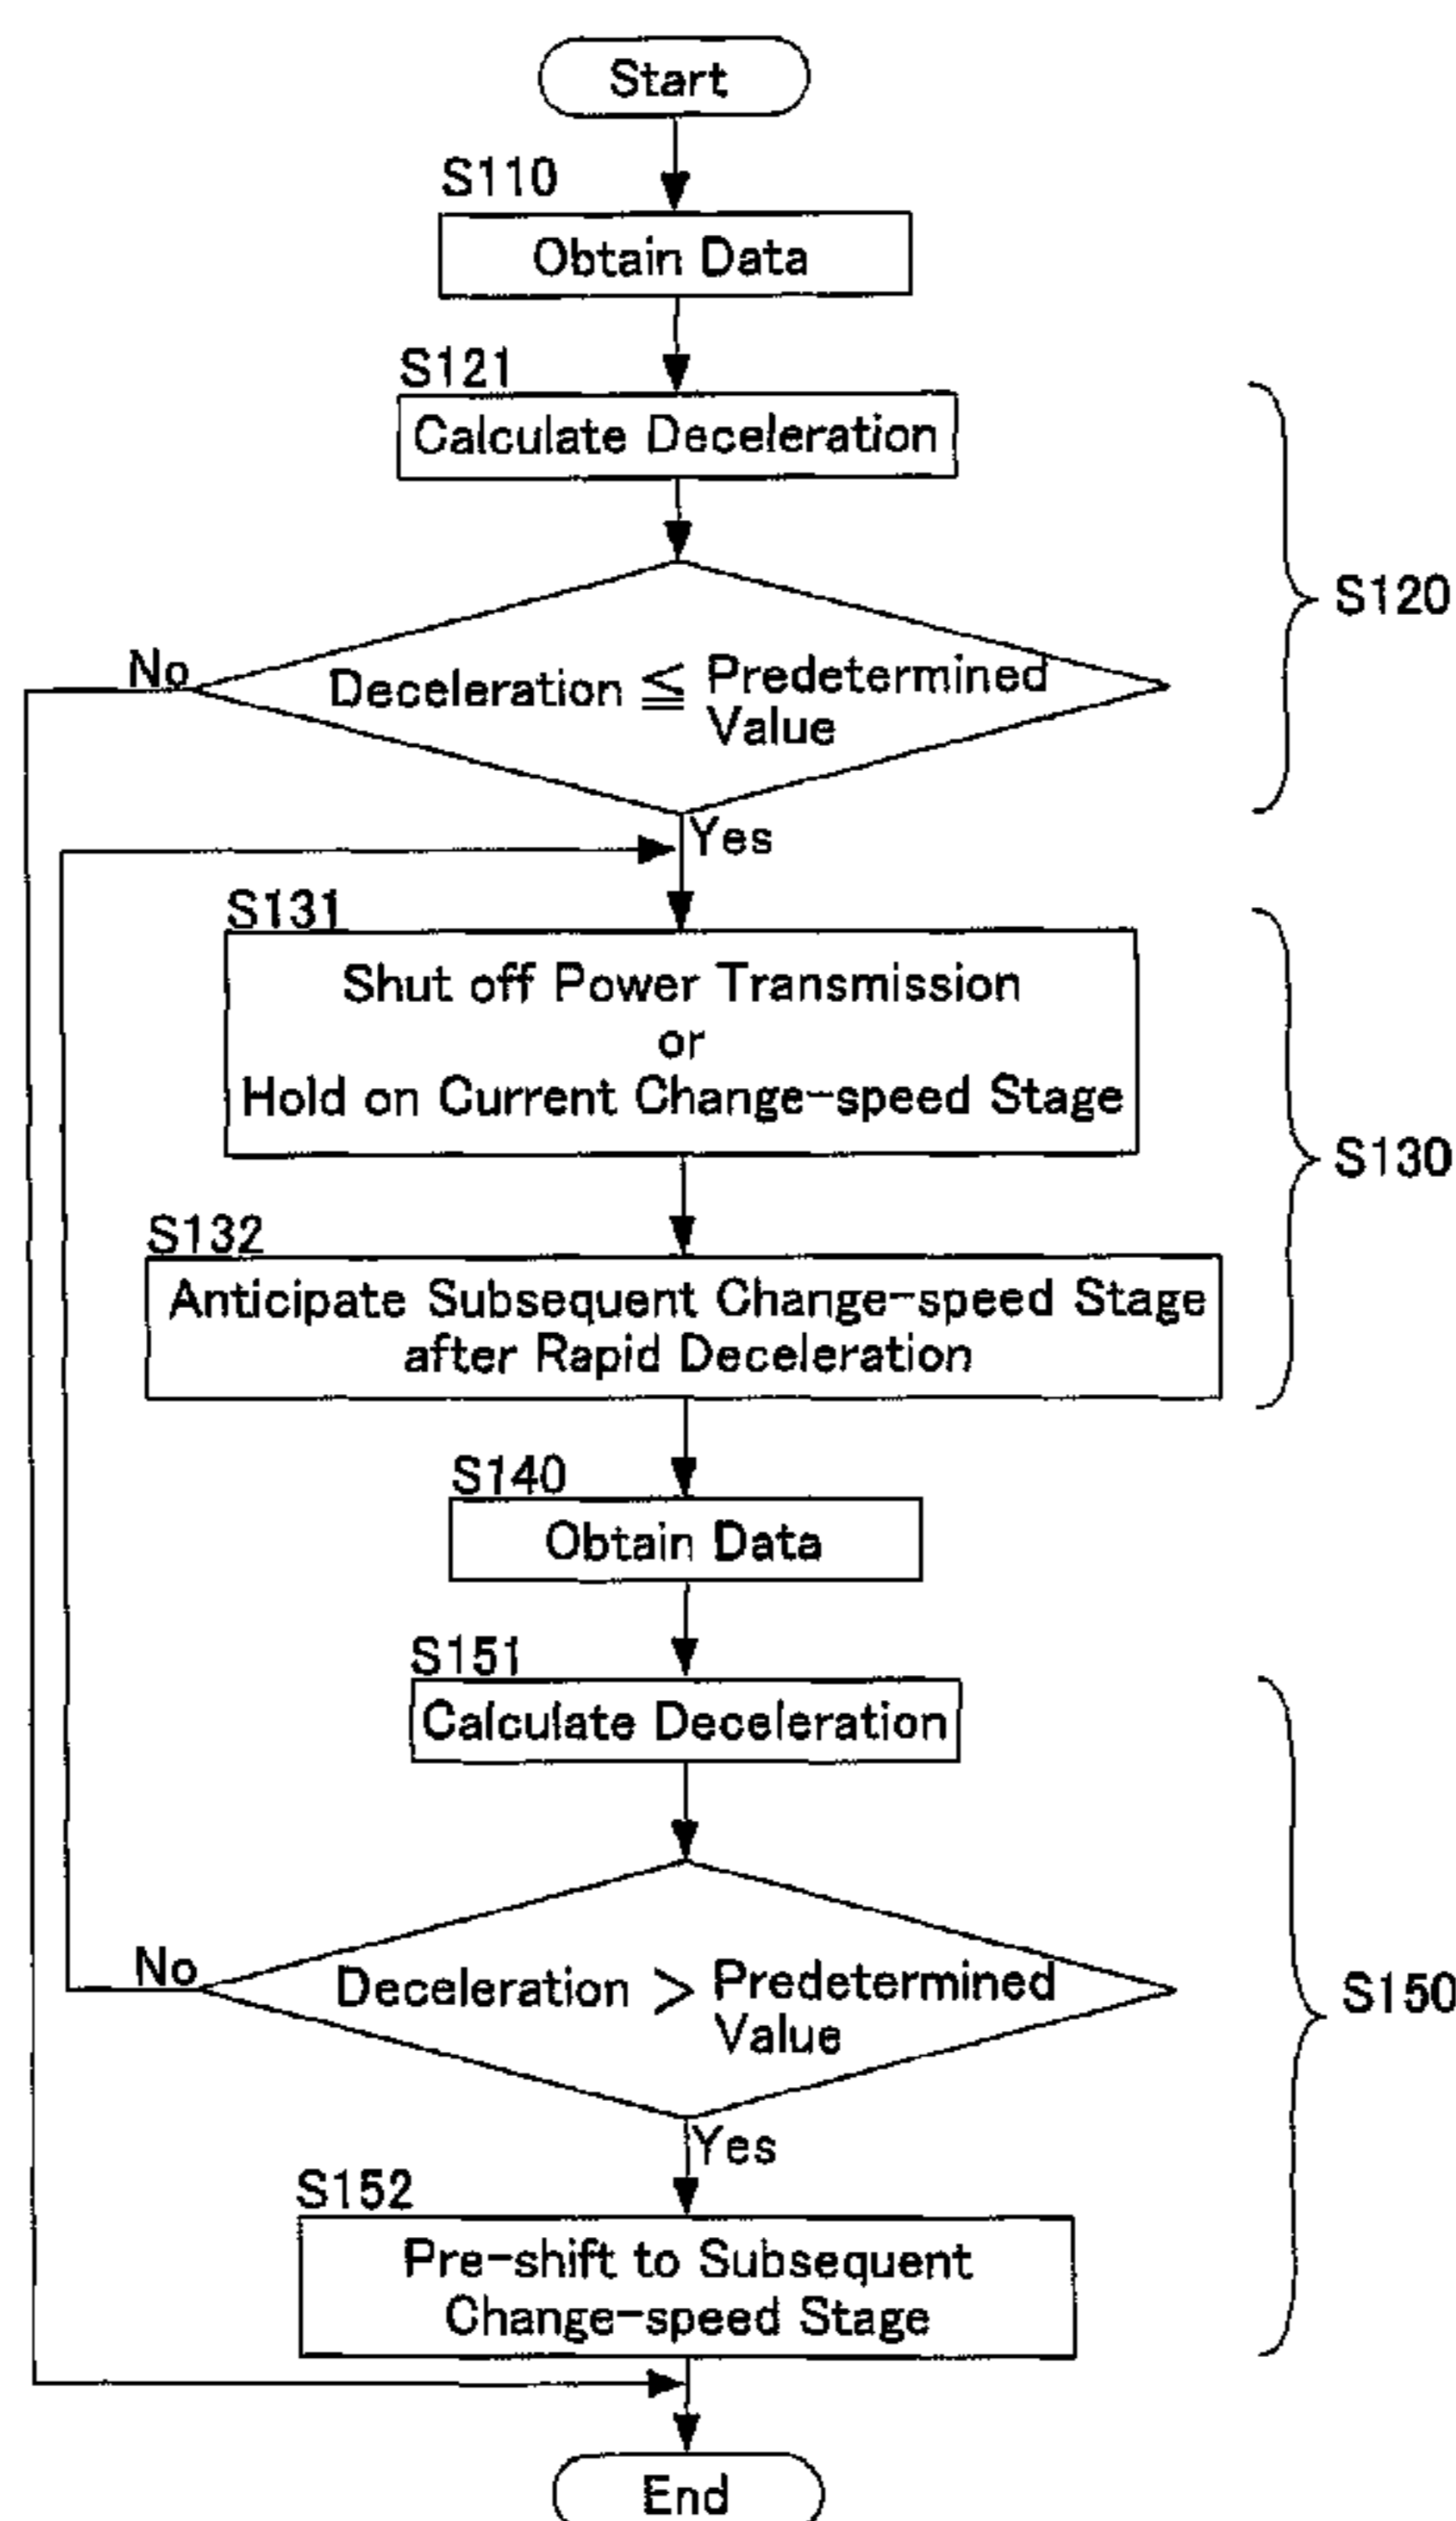 Start
S110
Obtain Data
S121
Calculate Deceleration
S120
No
Deceleration ≦ Predetermined
Value
Yes
S131
Shut off Power Transmission
or
Hold on Current Change-speed Stage
S130
S132
Anticipate Subsequent Change-speed Stage
after Rapid Deceleration
S140
Obtain Data
S151
Calculate Deceleration
No
Deceleration > Predetermined
Value
S150
Yes
S152
Pre-shift to Subsequent
Change-speed Stage
End